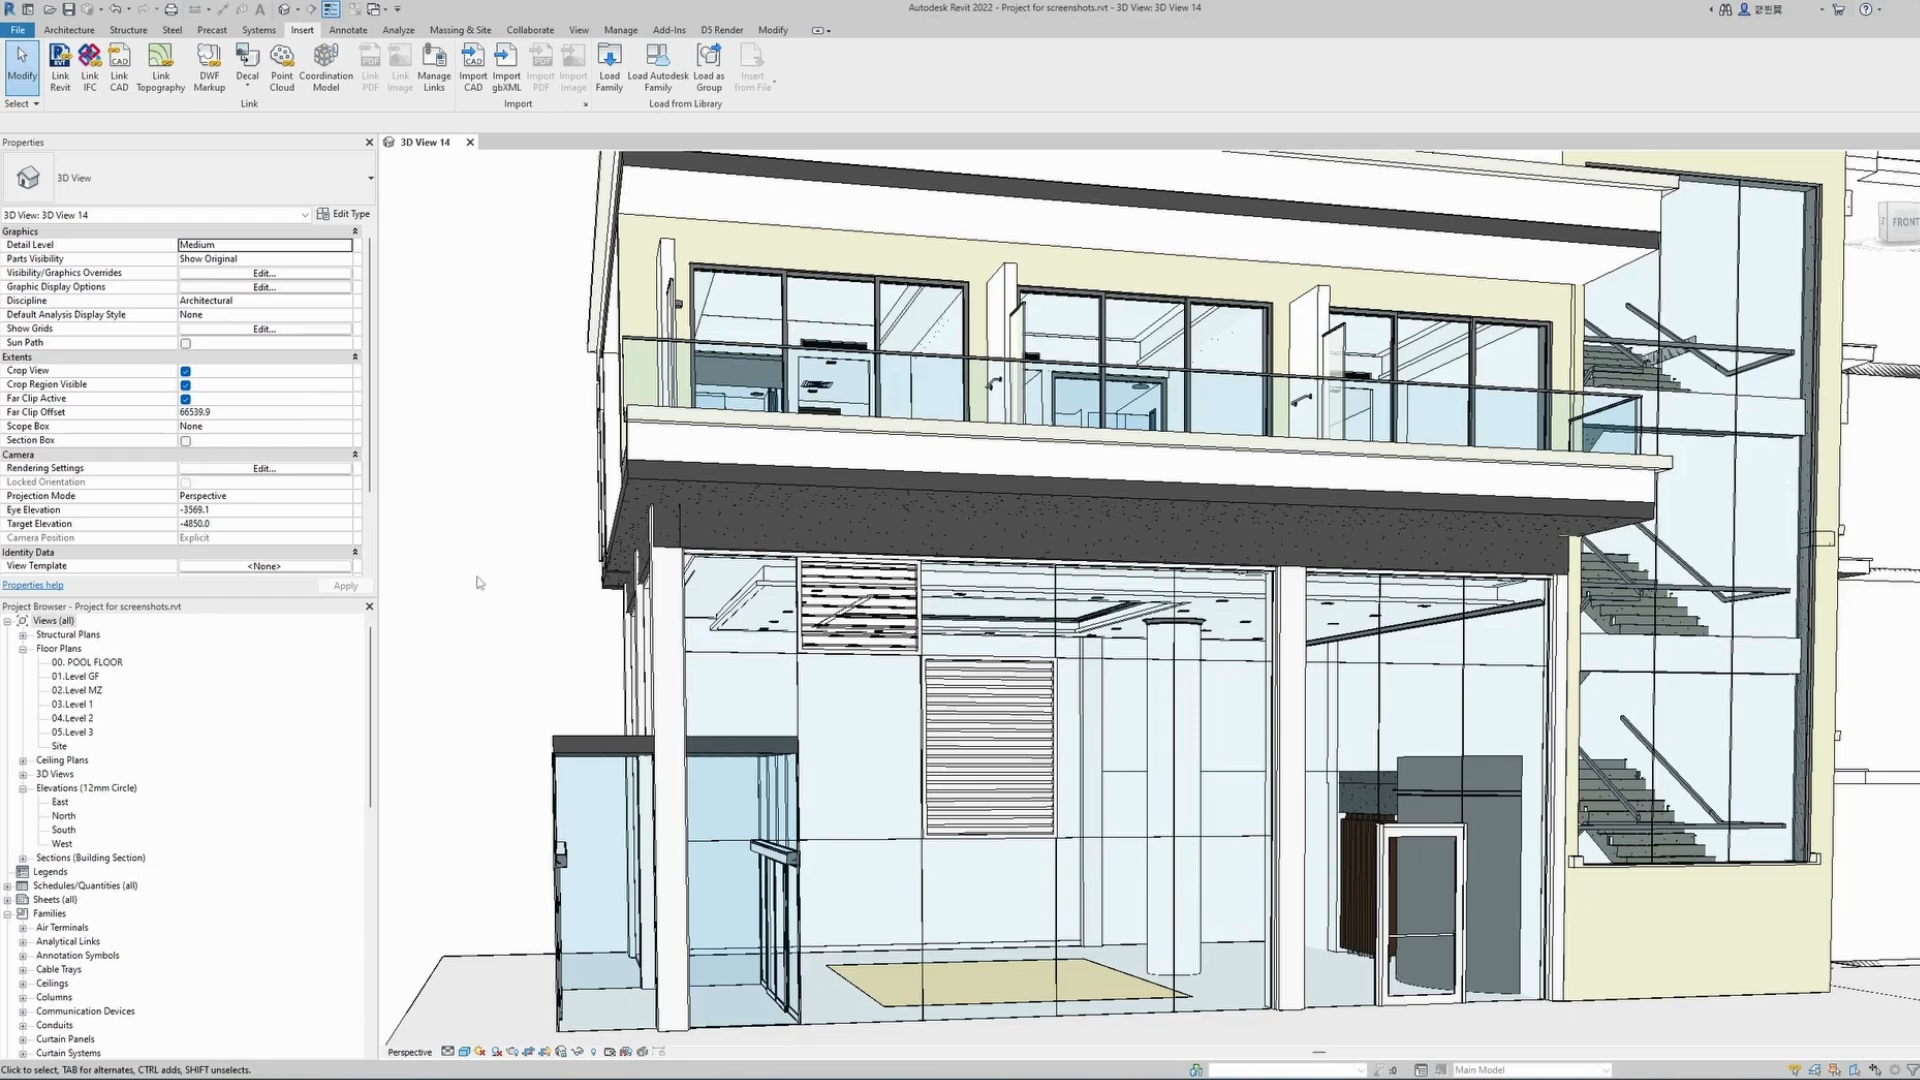 Autodesk Revit 2022 - Project for screenshots.rvt - 3D View: 3D View 14
File Architecture Structure Steel Precast Systems Insert Annotate Analyze Massing & Site Collaborate View Manage Add-Ins D5 Render Modify
Modify
Link Revit
Link IFC
Link CAD
Link Topography
DWF Markup
Decal
Point Cloud
Coordination Model
Link PDF
Link Image
Manage Links
Import CAD
Import gbXML
Import PDF
Import Image
Load Family
Load Autodesk Family
Load as Group
Insert from File
Select
Link
Import
Load from Library
Properties
3D View 14
3D View
3D View: 3D View 14
Edit Type
Graphics
Detail Level Medium
Parts Visibility Show Original
Visibility/Graphics Overrides Edit...
Graphic Display Options Edit...
Discipline Architectural
Default Analysis Display Style None
Show Grids Edit...
Sun Path
Extents
Crop View
Crop Region Visible
Far Clip Active
Far Clip Offset 66539.9
Scope Box None
Section Box
Camera
Rendering Settings Edit...
Locked Orientation
Projection Mode Perspective
Eye Elevation -3569.1
Target Elevation -4850.0
Camera Position Explicit
Identity Data
View Template <None>
Properties help
Apply
Project Browser - Project for screenshots.rvt
Views (all)
Structural Plans
Floor Plans
00. POOL FLOOR
01.Level GF
02.Level MZ
03.Level 1
04.Level 2
05.Level 3
Site
Ceiling Plans
3D Views
Elevations (12mm Circle)
East
North
South
West
Sections (Building Section)
Legends
Schedules/Quantities (all)
Sheets (all)
Families
Air Terminals
Analytical Links
Annotation Symbols
Cable Trays
Ceilings
Columns
Communication Devices
Conduits
Curtain Panels
Curtain Systems
FRONT
Perspective
Click to select, TAB for alternates, CTRL adds, SHIFT unselects.
:0
Main Model